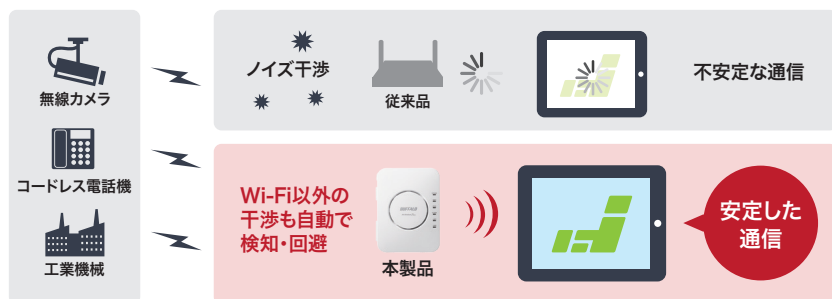 無線カメラ
コードレス電話機
工業機械
ノイズ干渉
従来品
不安定な通信
Wi-Fi以外の
干渉も自動で
検知・回避
本製品
安定した
通信